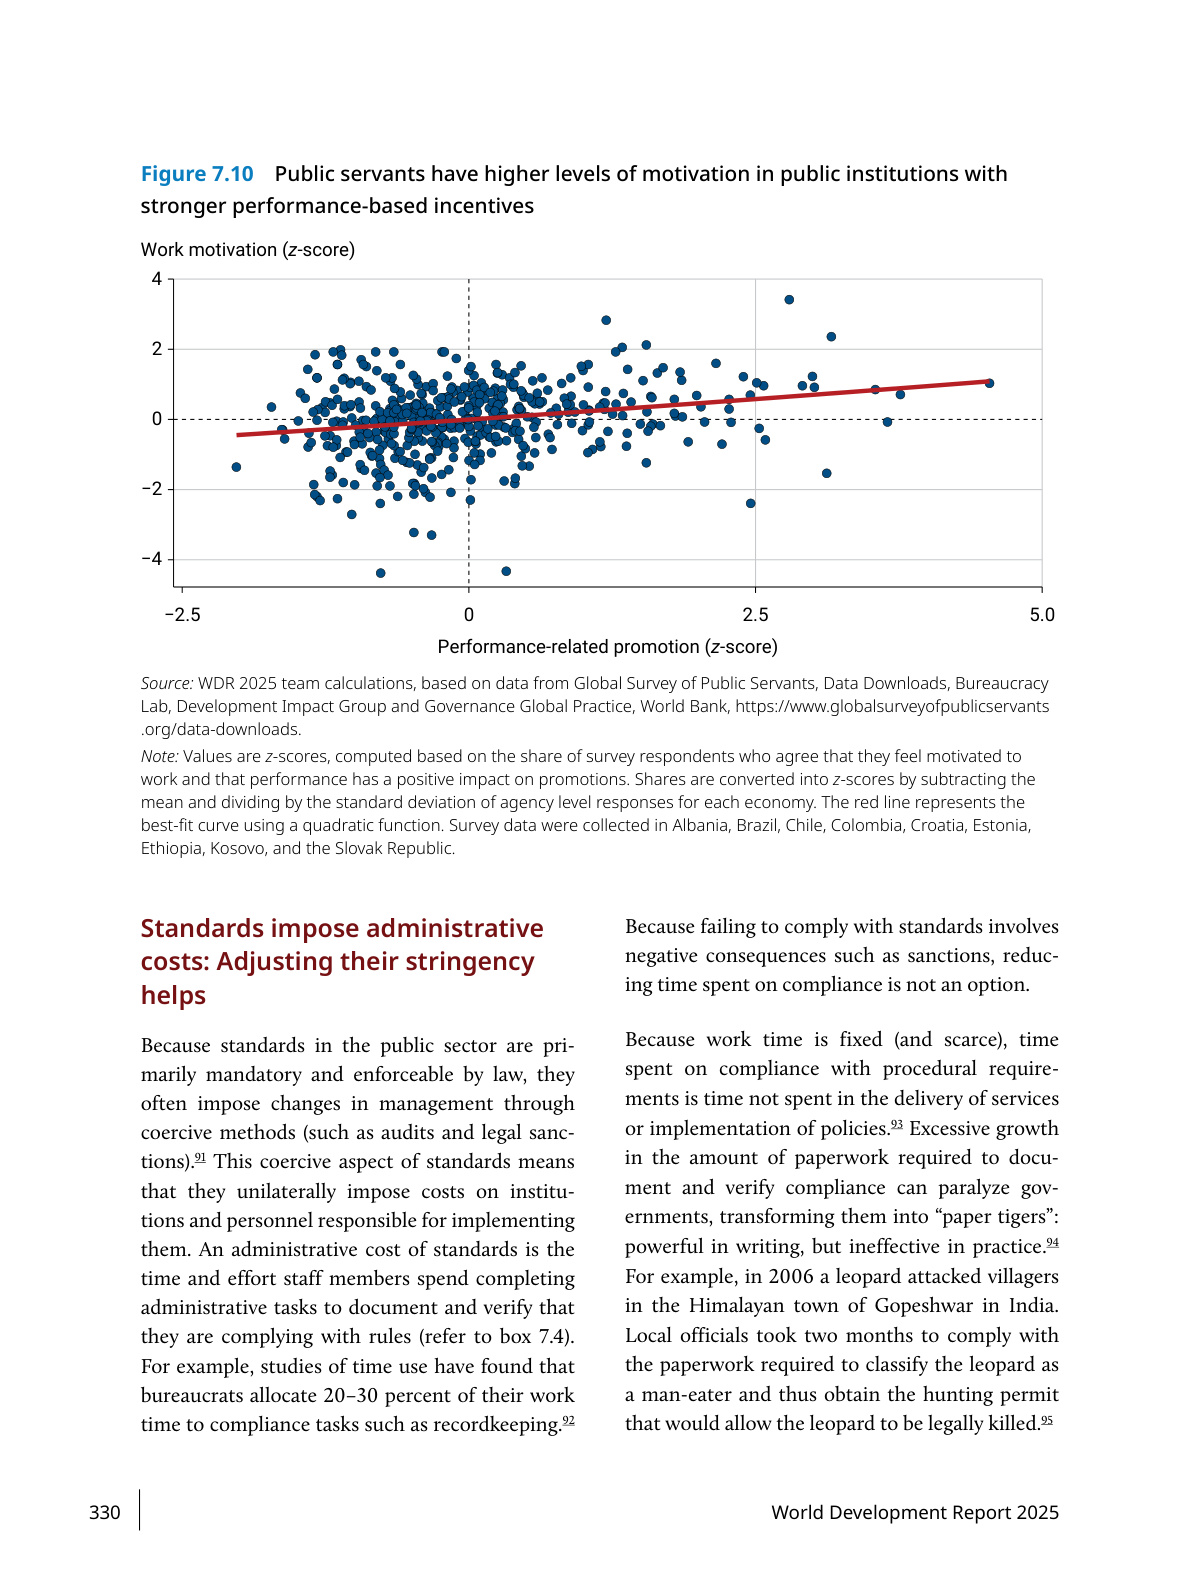 Figure 7.10 Public servants have higher levels of motivation in public institutions with
stronger performance-based incentives
Work motivation (z-score)
4
2
0
−2
−4
−2.5
0
2.5
5.0
Performance-related promotion (z-score)
Source: WDR 2025 team calculations, based on data from Global Survey of Public Servants, Data Downloads, Bureaucracy
Lab, Development Impact Group and Governance Global Practice, World Bank, https://www.globalsurveyofpublicservants
.org/data-downloads.
Note: Values are z-scores, computed based on the share of survey respondents who agree that they feel motivated to
work and that performance has a positive impact on promotions. Shares are converted into z-scores by subtracting the
mean and dividing by the standard deviation of agency level responses for each economy. The red line represents the
best-fit curve using a quadratic function. Survey data were collected in Albania, Brazil, Chile, Colombia, Croatia, Estonia,
Ethiopia, Kosovo, and the Slovak Republic.
Standards impose administrative
costs: Adjusting their stringency
helps
Because standards in the public sector are pri-
marily mandatory and enforceable by law, they
often impose changes in management through
coercive methods (such as audits and legal sanc-
tions).91 This coercive aspect of standards means
that they unilaterally impose costs on institu-
tions and personnel responsible for implementing
them. An administrative cost of standards is the
time and effort staff members spend completing
administrative tasks to document and verify that
they are complying with rules (refer to box 7.4).
For example, studies of time use have found that
bureaucrats allocate 20–30 percent of their work
time to compliance tasks such as recordkeeping.92
Because failing to comply with standards involves
negative consequences such as sanctions, reduc-
ing time spent on compliance is not an option.
Because work time is fixed (and scarce), time
spent on compliance with procedural require-
ments is time not spent in the delivery of services
or implementation of policies.93 Excessive growth
in the amount of paperwork required to docu-
ment and verify compliance can paralyze gov-
ernments, transforming them into “paper tigers”:
powerful in writing, but ineffective in practice.94
For example, in 2006 a leopard attacked villagers
in the Himalayan town of Gopeshwar in India.
Local officials took two months to comply with
the paperwork required to classify the leopard as
a man-eater and thus obtain the hunting permit
that would allow the leopard to be legally killed.95
330
World Development Report 2025